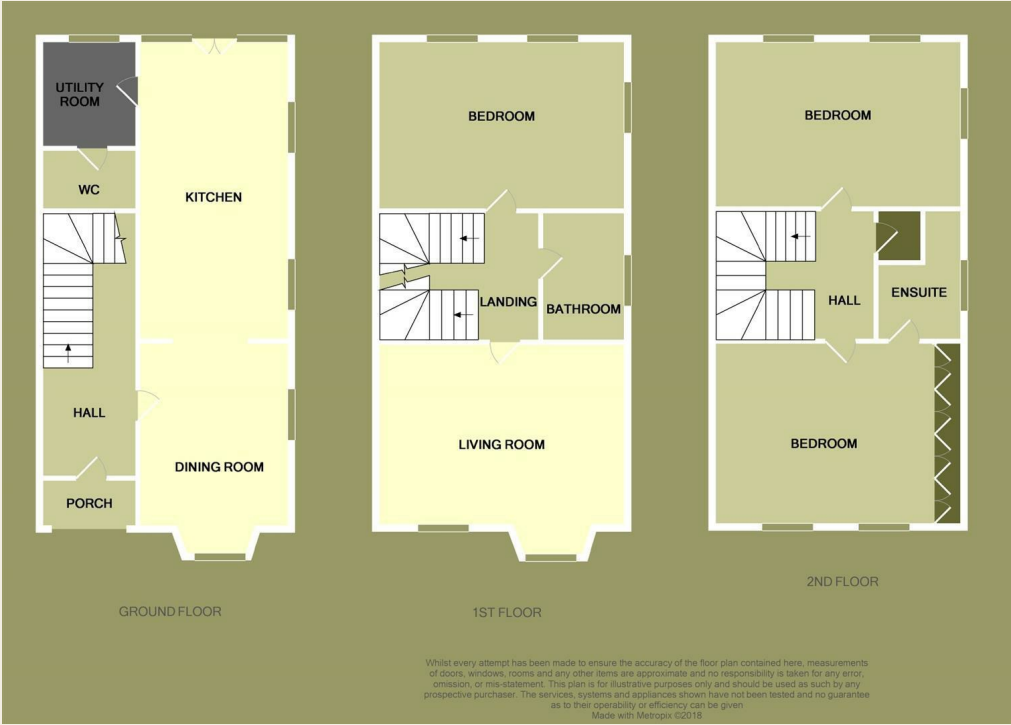 UTILITY
ROOM
WC
KITCHEN
HALL
DINING ROOM
PORCH
GROUND FLOOR
BEDROOM
LANDING
BATHROOM
LIVING ROOM
1ST FLOOR
BEDROOM
HALL
ENSUITE
BEDROOM
2ND FLOOR
Whilst every attempt has been made to ensure the accuracy of the floor plan contained here, measurements
of doors, windows, rooms and any other items are approximate and no responsibility is taken for any error,
omission, or mis-statement. This plan is for illustrative purposes only and should be used as such by any
prospective purchaser. The services, systems and appliances shown have not been tested and no guarantee
as to their operability or efficiency can be given
Made with Metropix ©2018